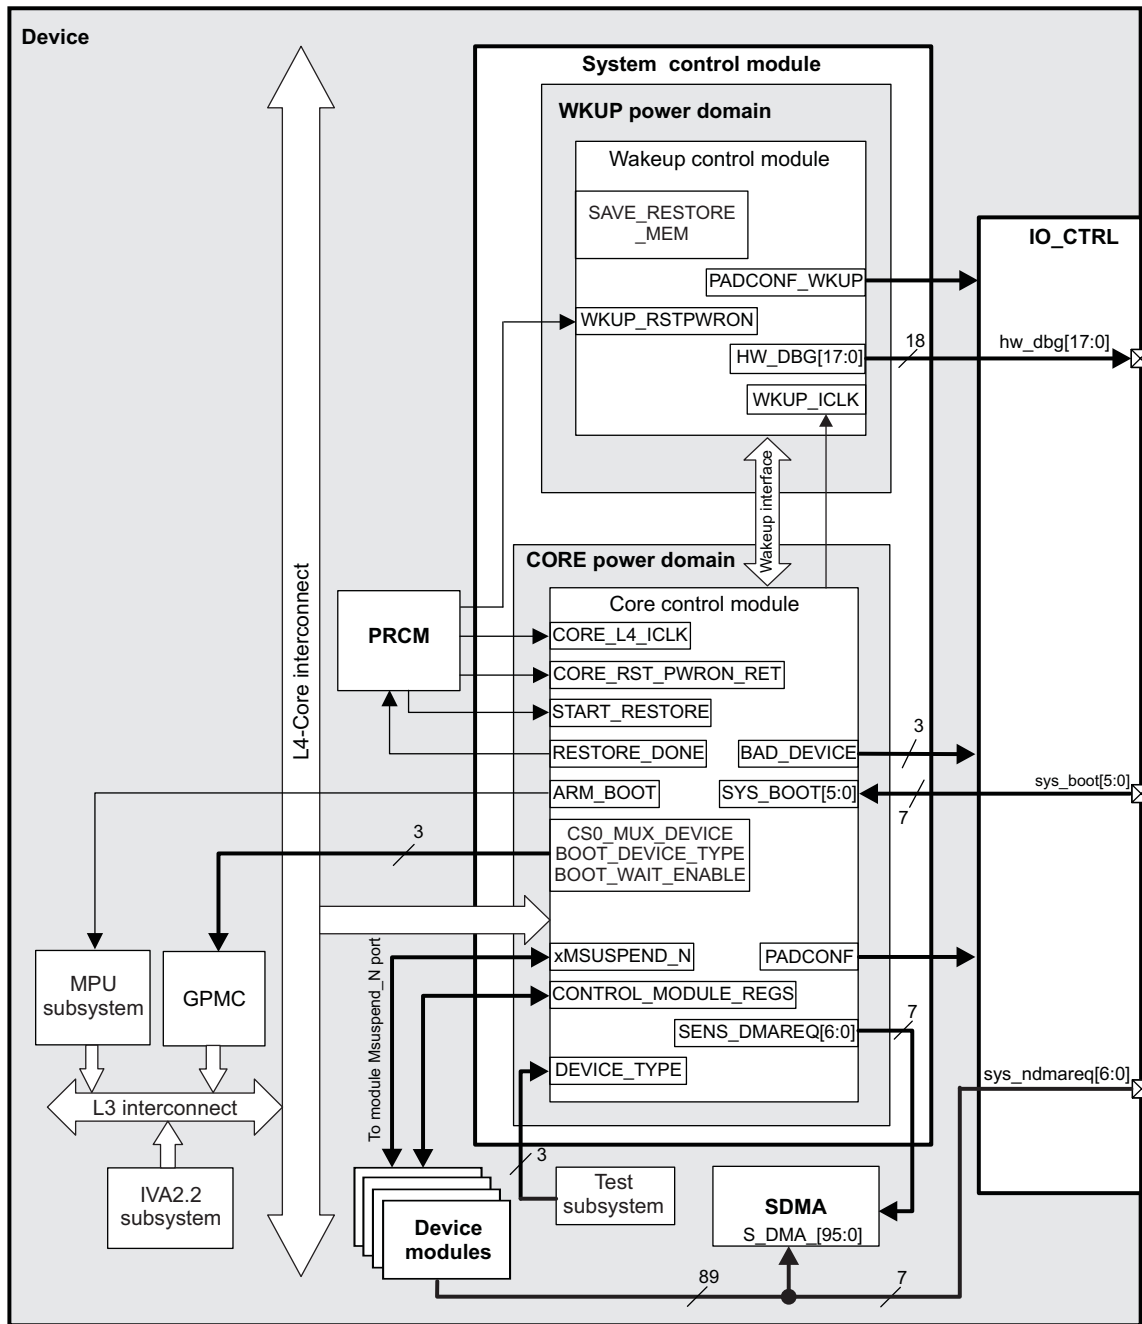 Device
System control module
WKUP power domain
Wakeup control module
SAVE_RESTORE
_MEM
PADCONF_WKUP
WKUP_RSTPWRON
HW_DBG[17:0]
WKUP_ICLK
18
IO_CTRL
hw_dbg[17:0]
Wakeup interface
CORE power domain
Core control module
L4-Core interconnect
PRCM
CORE_L4_ICLK
CORE_RST_PWRON_RET
START_RESTORE
RESTORE_DONE
BAD_DEVICE
3
ARM_BOOT
SYS_BOOT[5:0]
7
sys_boot[5:0]
3
CS0_MUX_DEVICE
BOOT_DEVICE_TYPE
BOOT_WAIT_ENABLE
MPU
subsystem
GPMC
To module Msuspend_N port
xMSUSPEND_N
PADCONF
CONTROL_MODULE_REGS
SENS_DMAREQ[6:0]
7
DEVICE_TYPE
sys_ndmareq[6:0]
L3 interconnect
3
IVA2.2
subsystem
Test
subsystem
Device
modules
SDMA
S_DMA_[95:0]
89
7